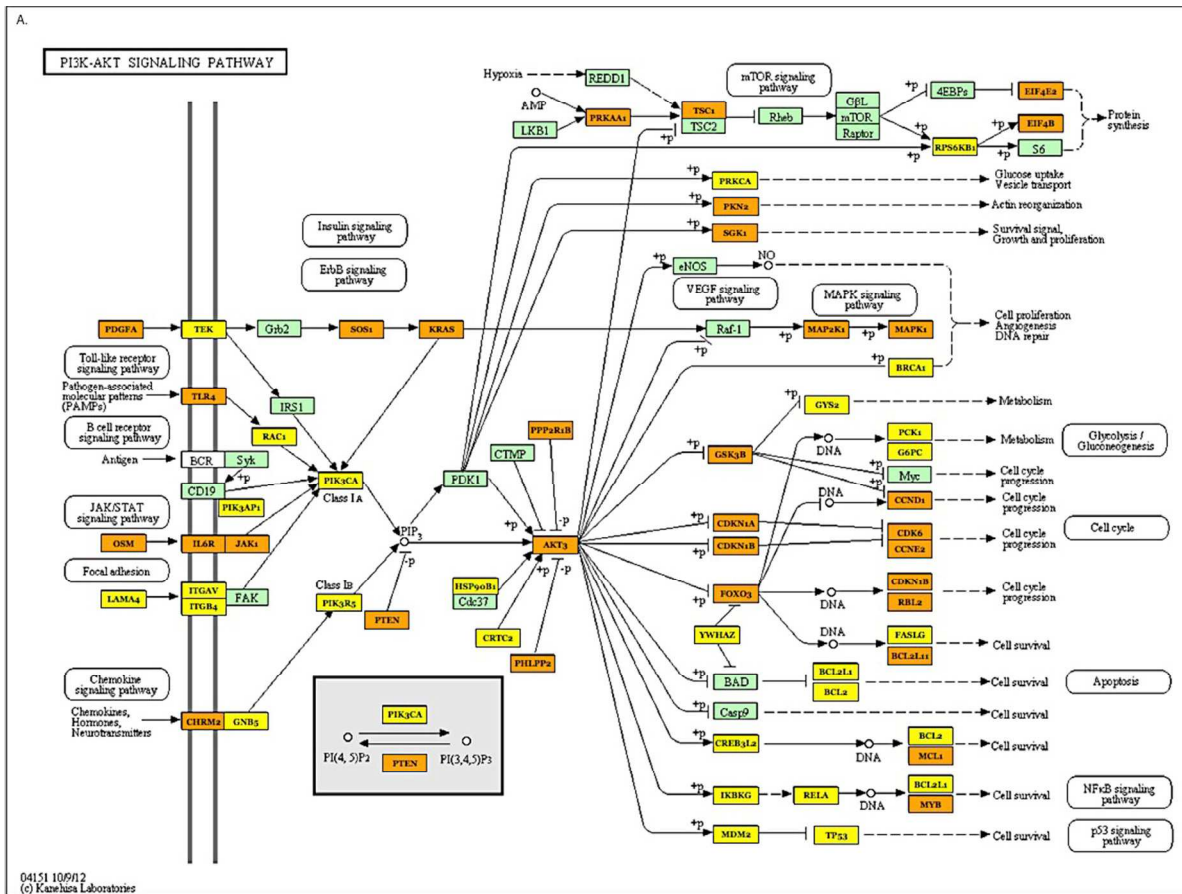 A.
PI3K-AKT SIGNALING PATHWAY
Hypoxia
REDD1
mTOR signaling
pathway
AMP
LKB1
PRKAA1
TSC1
TSC2
+p
Rheb
GβL
mTOR
Raptor
+p
4EBPs
EIF4E2
+p
+p
RPS6KB1
+p
EIF4B
+p
S6
Protein
synthesis
+p
PRKCA
Glucose uptake
Vesicle transport
+p
PKN2
Actin reorganization
+p
SGK1
Survival signal,
Growth and proliferation
Insulin signaling
pathway
ErbB signaling
pathway
+p
eNOS
NO
VEGF signaling
pathway
MAPK signaling
pathway
PDGFA
TEK
Grb2
SOS1
KRAS
Raf-1
+p
+p
MAP2K1
+p
MAPK1
Cell proliferation
Angiogenesis
DNA repair
+p
BRCA1
Toll-like receptor
signaling pathway
Pathogen-associated
molecular patterns
(PAMPs)
TLR4
IRS1
RAC1
B cell receptor
signaling pathway
Antigen
BCR
Syk
+p
CD19
PIK3AP1
PIK3CA
Class IA
JAK/STAT
signaling pathway
OSM
IL6R
JAK1
Focal adhesion
LAMA4
ITGAV
ITGB4
FAK
Class IB
PIK3R5
PIP3
-p
PTEN
PDK1
CTMP
PPP2R1B
+p
-p
AKT3
+p
-p
HSP90B1
Cdc37
CRTC2
PHLPP2
Chemokine
signaling pathway
Chemokines,
Hormones,
Neurotransmitters
CHRM2
GNB5
PIK3CA
PI(4, 5)P2
PI(3,4,5)P3
PTEN
GYS2
Metabolism
+p
GSK3B
DNA
PCK1
G6PC
Metabolism
Glycolysis /
Gluconeogenesis
Myc
Cell cycle
progression
+p
DNA
CCND1
Cell cycle
progression
+p
CDKN1A
+p
CDKN1B
CDK6
CCNE2
Cell cycle
progression
Cell cycle
+p
FOXO3
DNA
CDKN1B
RBL2
Cell cycle
progression
YWHAZ
DNA
FASLG
BCL2L11
Cell survival
+p
BAD
BCL2L1
BCL2
Cell survival
Apoptosis
+p
Casp9
Cell survival
+p
CREB3L2
DNA
BCL2
MCL1
Cell survival
+p
IKBKG
RELA
DNA
BCL2L1
MYB
Cell survival
NFκB signaling
pathway
+p
MDM2
TP53
Cell survival
p53 signaling
pathway
04151 10/9/12
(c) Kanehisa Laboratories